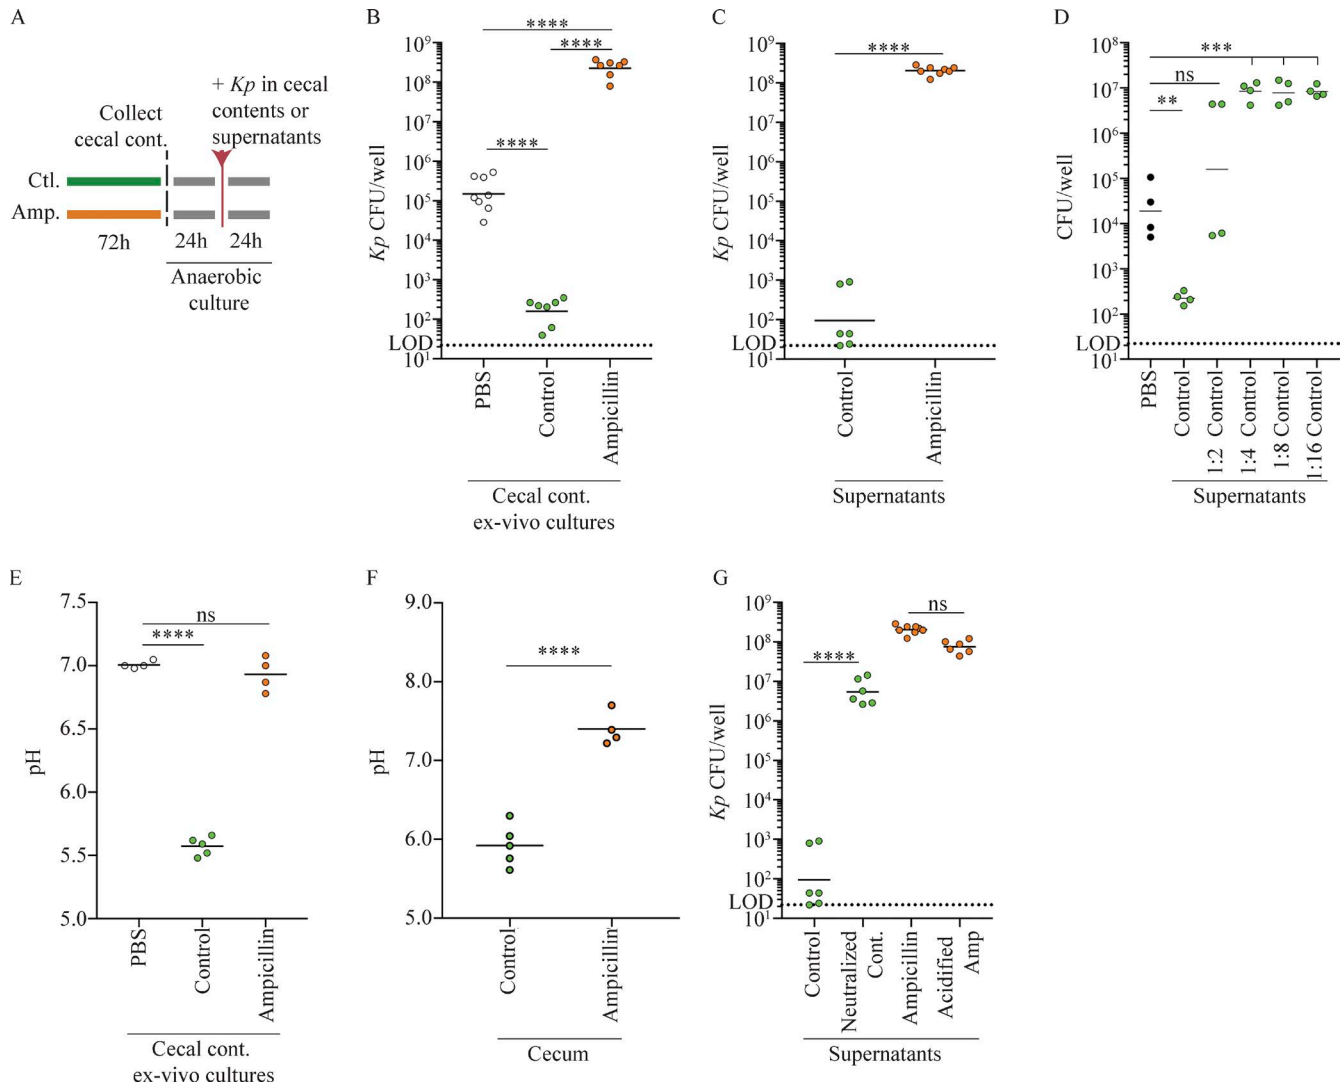 A
+ Kp in cecal
contents or
supernatants
Collect
cecal cont.
Ctl.
Amp.
72h
24h
24h
Anaerobic
culture
B
****
****
****
10⁹
10⁸
10⁷
10⁶
10⁵
10⁴
10³
10²
10¹
LOD
Kp CFU/well
PBS
Control
Ampicillin
Cecal cont.
ex-vivo cultures
C
****
10⁹
10⁸
10⁷
10⁶
10⁵
10⁴
10³
10²
10¹
LOD
Kp CFU/well
Control
Ampicillin
Supernatants
D
***
ns
**
10⁸
10⁷
10⁶
10⁵
10⁴
10³
10²
10¹
LOD
CFU/well
PBS
Control
1:2 Control
1:4 Control
1:8 Control
1:16 Control
Supernatants
E
ns
****
7.5
7.0
6.5
6.0
5.5
5.0
pH
PBS
Control
Ampicillin
Cecal cont.
ex-vivo cultures
F
****
9.0
8.0
7.0
6.0
5.0
pH
Control
Ampicillin
Cecum
G
ns
****
10⁹
10⁸
10⁷
10⁶
10⁵
10⁴
10³
10²
10¹
LOD
Kp CFU/well
Control
Neutralized
Cont.
Ampicillin
Acidified
Amp
Supernatants